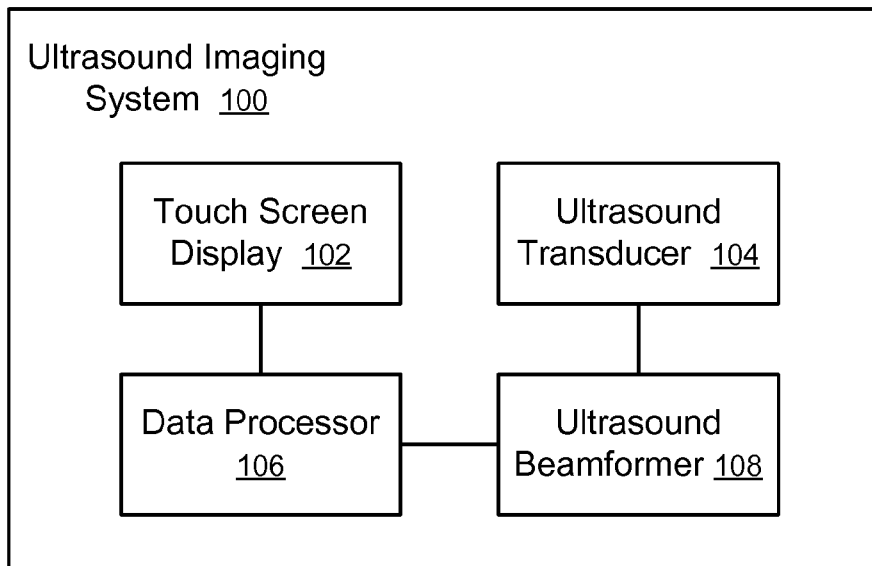 Ultrasound Imaging
System 100
Touch Screen
Display 102
Ultrasound
Transducer 104
Data Processor
106
Ultrasound
Beamformer 108